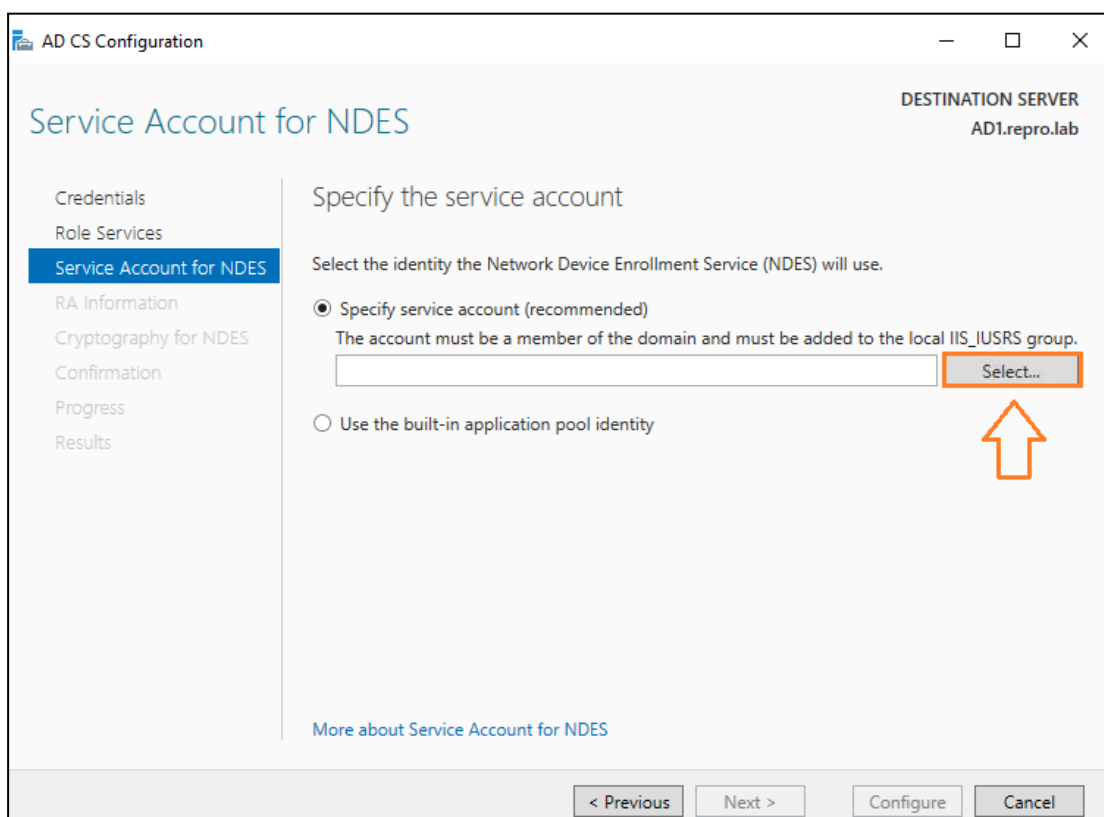 AD CS Configuration
DESTINATION SERVER
AD1.repro.lab
Service Account for NDES
Credentials
Role Services
Service Account for NDES
RA Information
Cryptography for NDES
Confirmation
Progress
Results
Specify the service account
Select the identity the Network Device Enrollment Service (NDES) will use.
Specify service account (recommended)
The account must be a member of the domain and must be added to the local IIS_IUSRS group.
Select...
Use the built-in application pool identity
More about Service Account for NDES
< Previous
Next >
Configure
Cancel